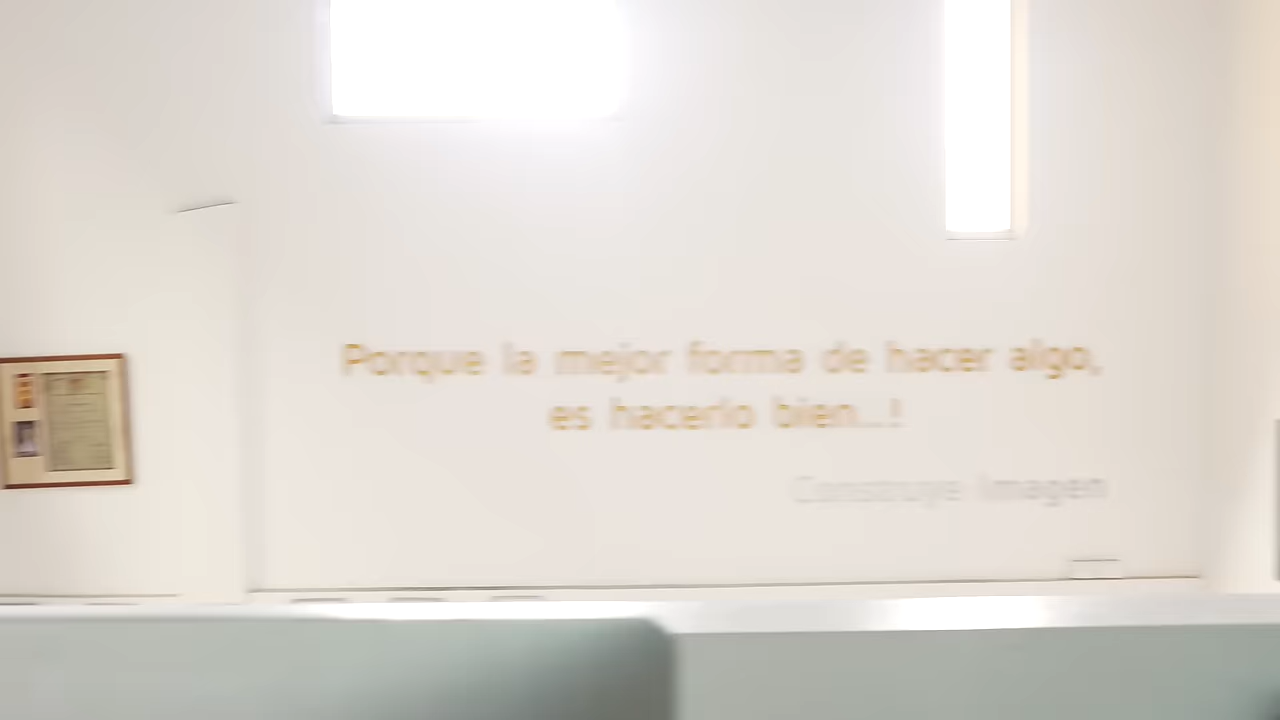 Porque la mejor forma de hacer algo,
es hacerlo bien...!
Construye Imagen